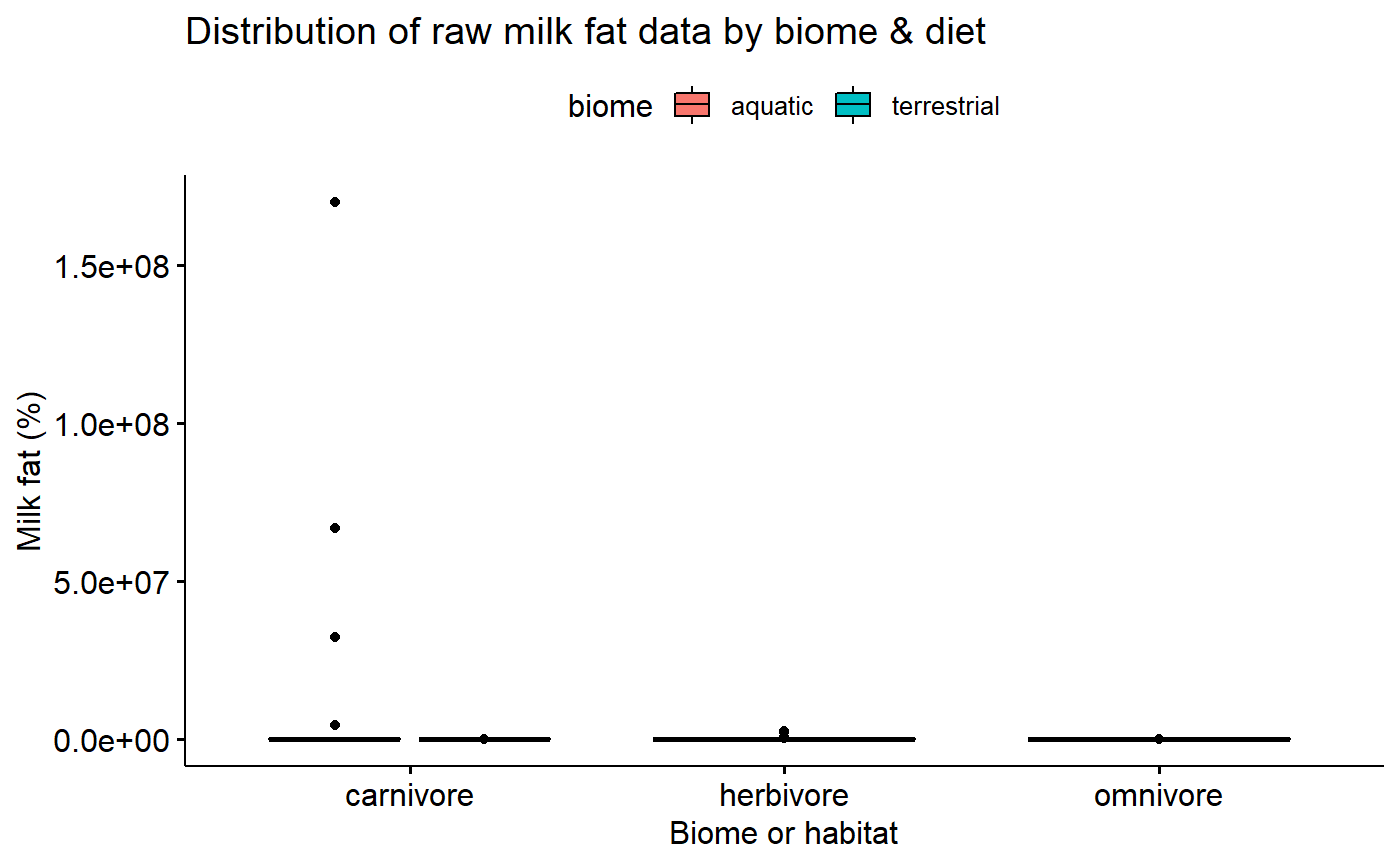 Distribution of raw milk fat data by biome & diet
biome aquatic terrestrial
Milk fat (%)
1.5e+08
1.0e+08
5.0e+07
0.0e+00
carnivore herbivore omnivore
Biome or habitat